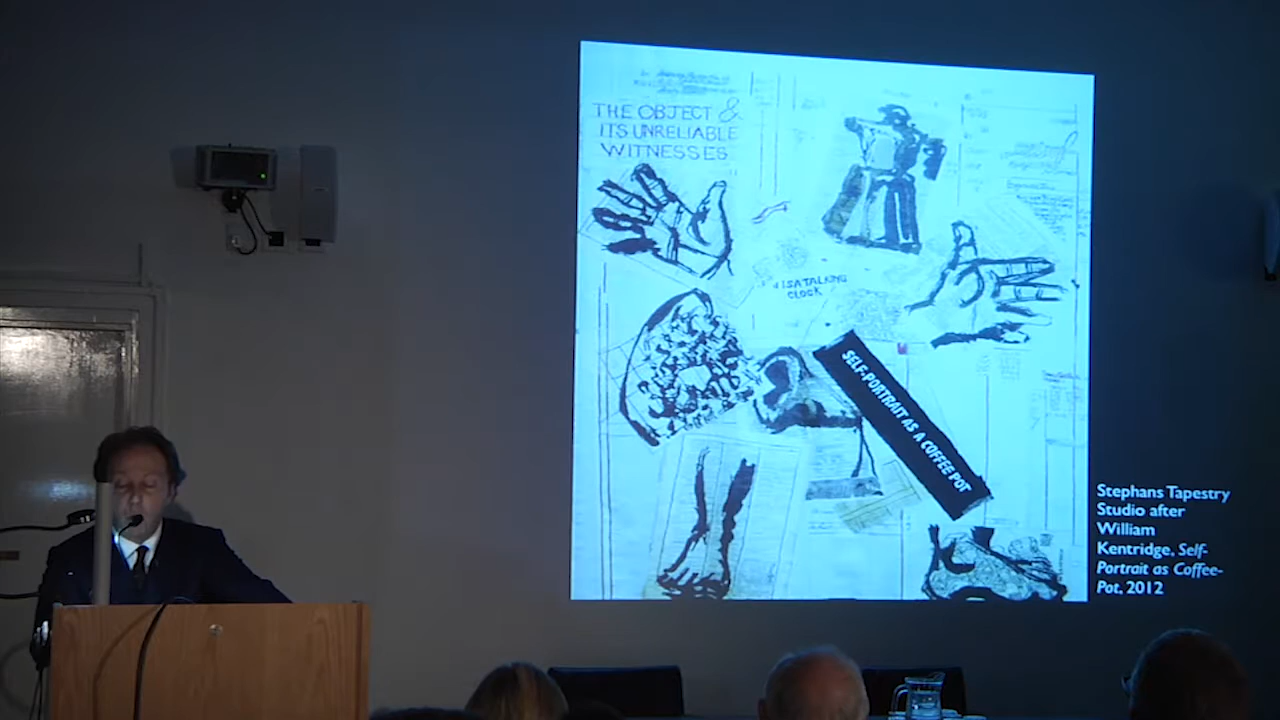 THE OBJECT &
ITS UNRELIABLE
WITNESSES
IS A TALKING
CLOCK
SELF-PORTRAIT AS A COFFEE POT
Stephans Tapestry
Studio after
William
Kentridge, Self-
Portrait as Coffee-
Pot, 2012